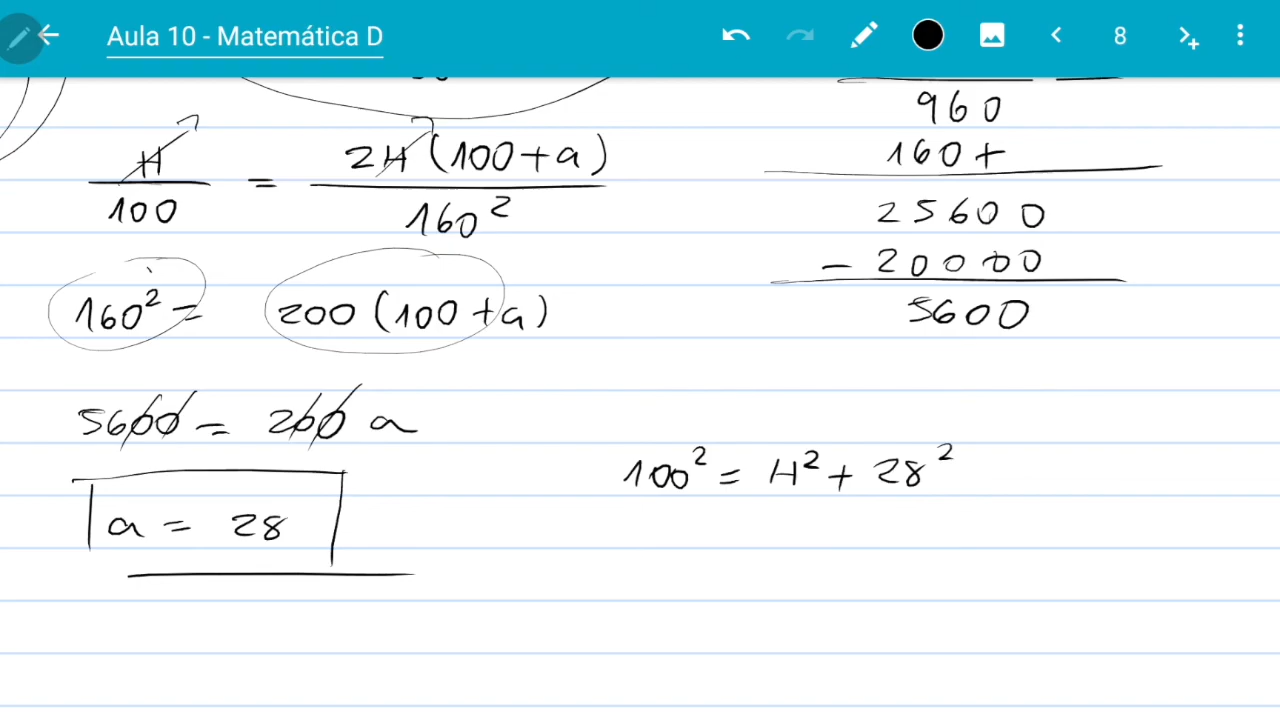 Aula 10 - Matemática D
8
H/100 = 2H(100+a)/160²
160² = 200(100+a)
5600 = 200 a
a = 28
960
160+
25600
- 20000
5600
100² = H² + 28²